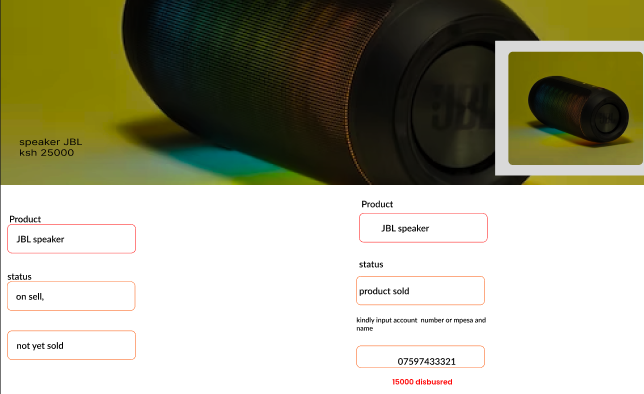 JBL
speaker JBL
ksh 25000
Product
JBL speaker
status
on sell,
not yet sold
Product
JBL speaker
status
product sold
kindly input account number or mpesa and
name
07597433321
15000 disbusred